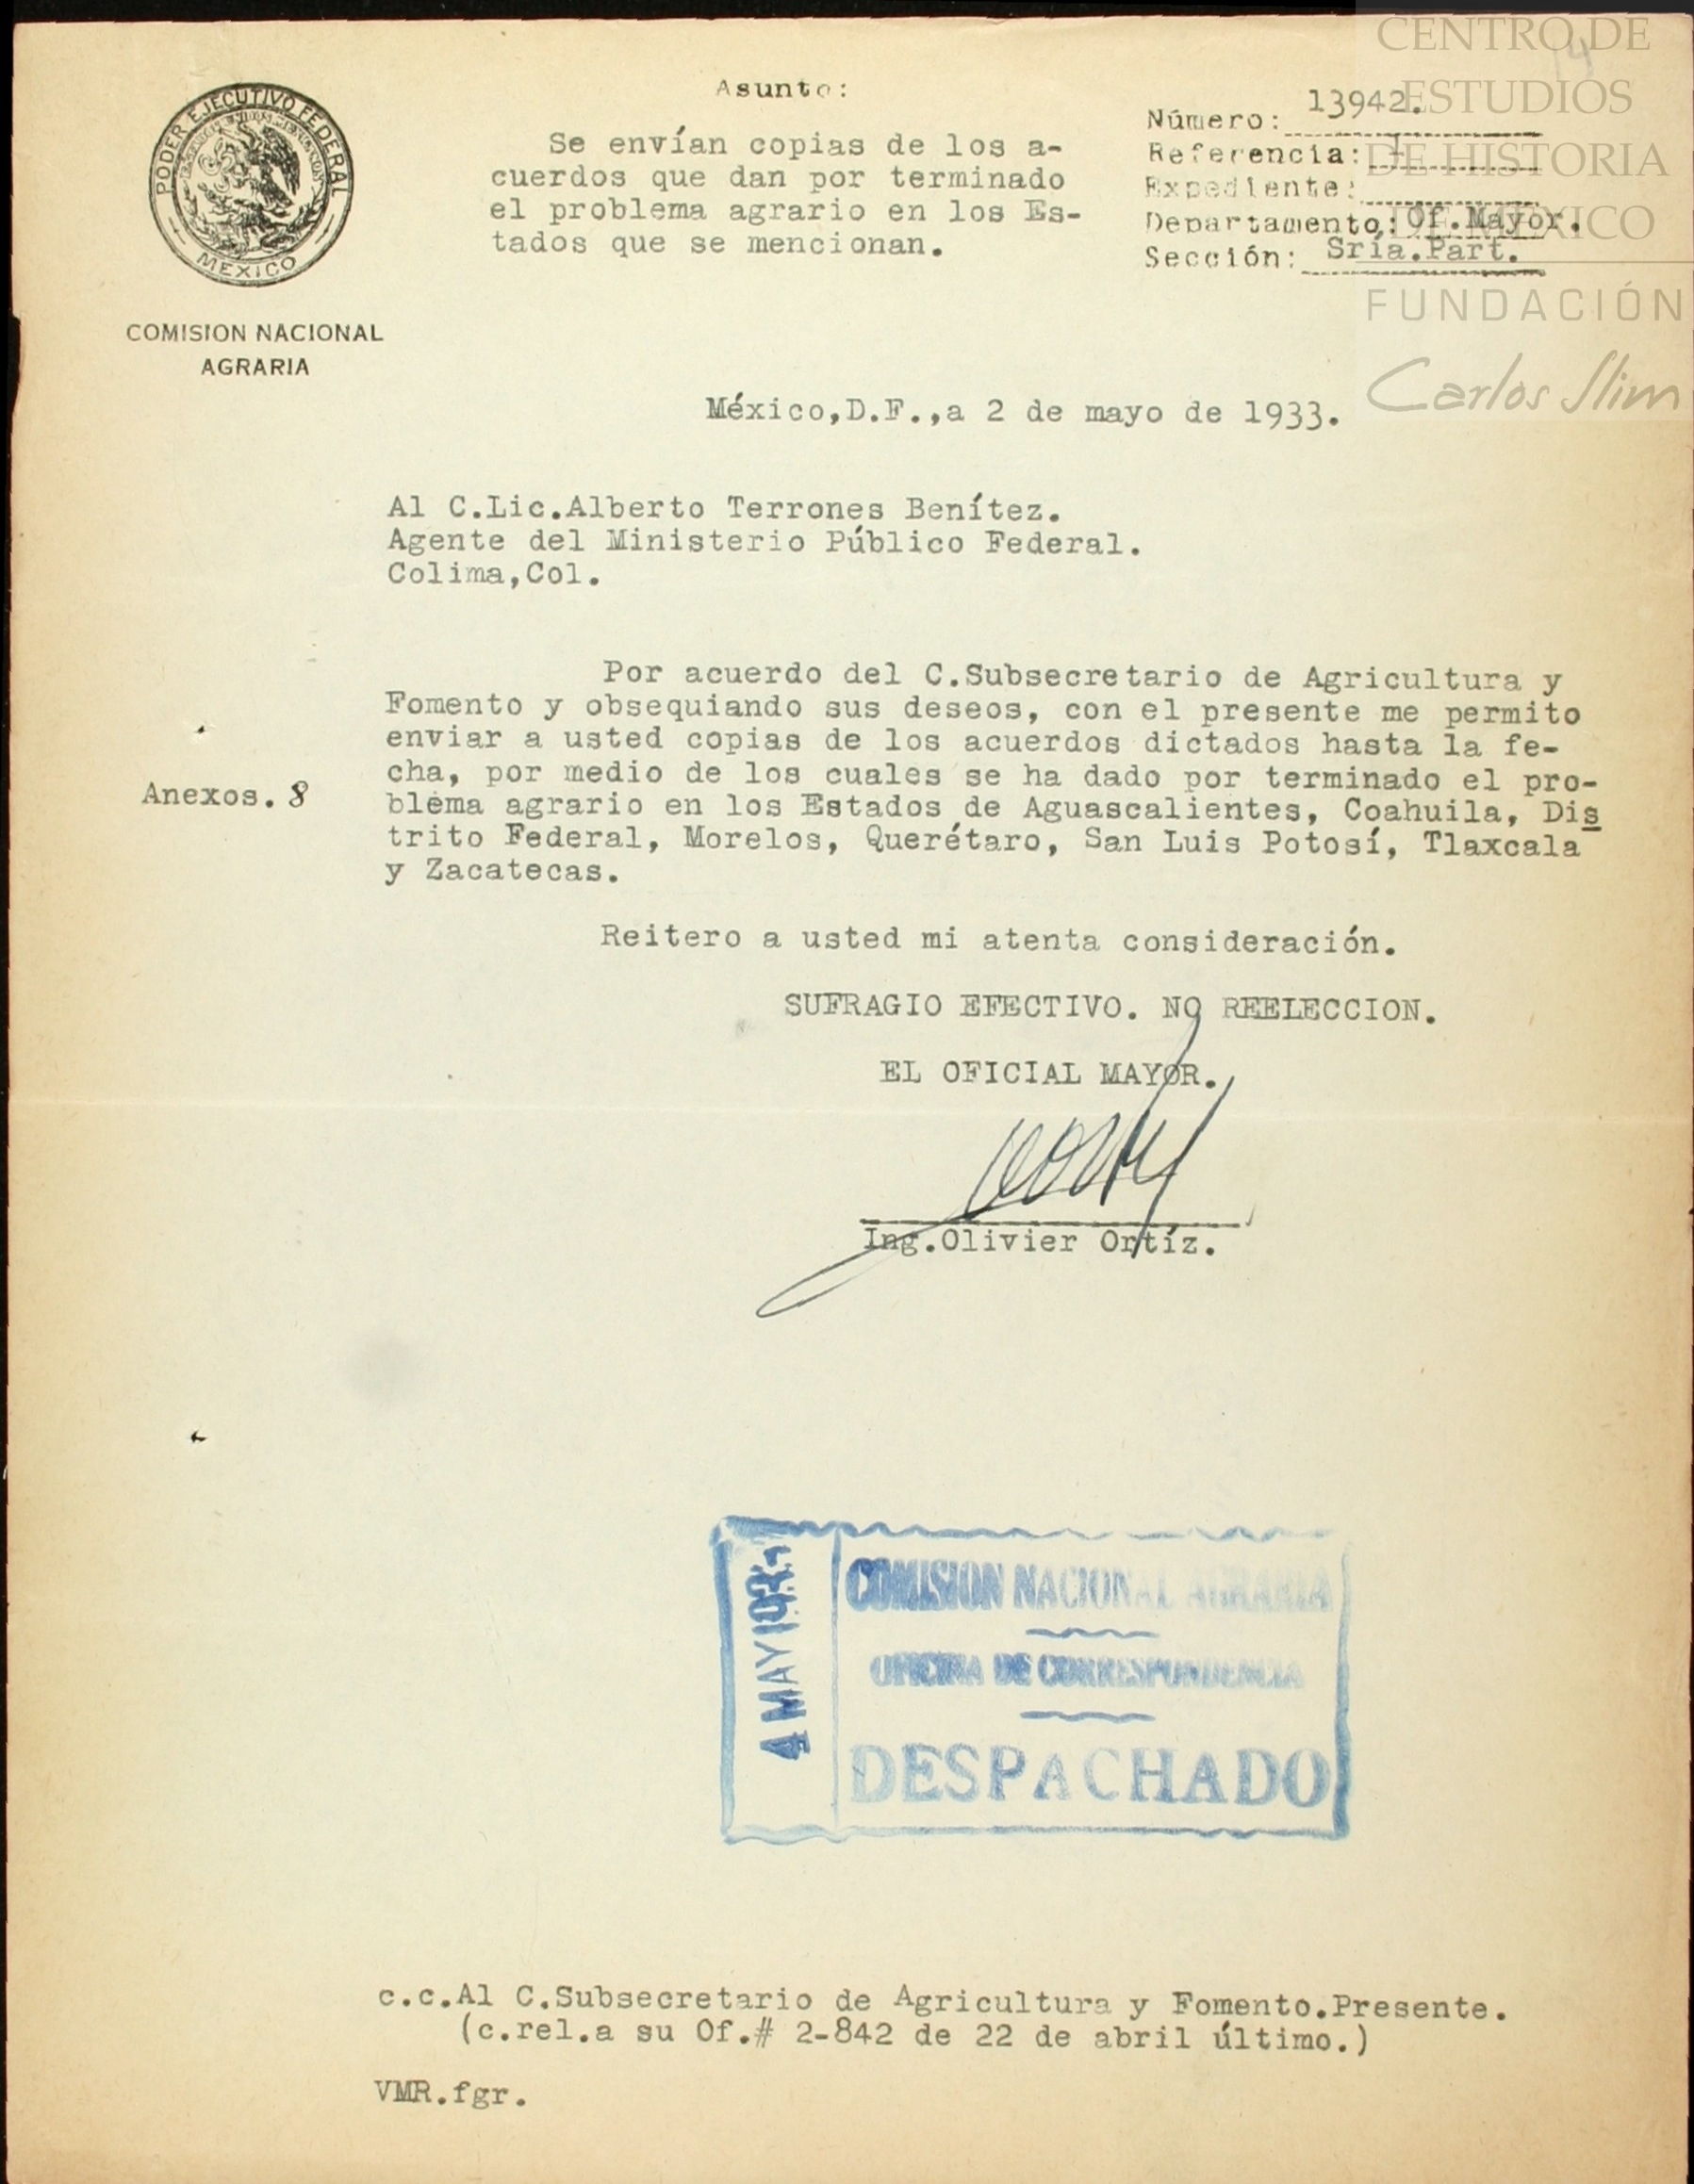 14
CENTRO DE
ESTUDIOS
DE HISTORIA
DE MÉXICO
FUNDACIÓN
Carlos Slim
PODER EJECUTIVO FEDERAL
MEXICO
COMISION NACIONAL
AGRARIA
Asunto:
Se envían copias de los a-
cuerdos que dan por terminado
el problema agrario en los Es-
tados que se mencionan.
Número: 13942.
Referencia:
Expediente:
Departamento: Of. Mayor.
Sección: Sría.Part.
México,D.F.,a 2 de mayo de 1933.
Al C.Lic.Alberto Terrones Benítez.
Agente del Ministerio Público Federal.
Colima,Col.
Por acuerdo del C.Subsecretario de Agricultura y
Fomento y obsequiando sus deseos, con el presente me permito
enviar a usted copias de los acuerdos dictados hasta la fe-
cha, por medio de los cuales se ha dado por terminado el pro-
Anexos. 8
blema agrario en los Estados de Aguascalientes, Coahuila, Dis
trito Federal, Morelos, Querétaro, San Luis Potosí, Tlaxcala
y Zacatecas.
Reitero a usted mi atenta consideración.
SUFRAGIO EFECTIVO. NO REELECCION.
EL OFICIAL MAYOR.
Ing.Olivier Ortíz.
4 MAY
COMISION NACIONAL AGRARIA
OFICINA DE CORRESPONDENCIA
DESPACHADO
c.c.Al C.Subsecretario de Agricultura y Fomento.Presente.
(c.rel.a su Of.# 2-842 de 22 de abril último.)
VMR.fgr.